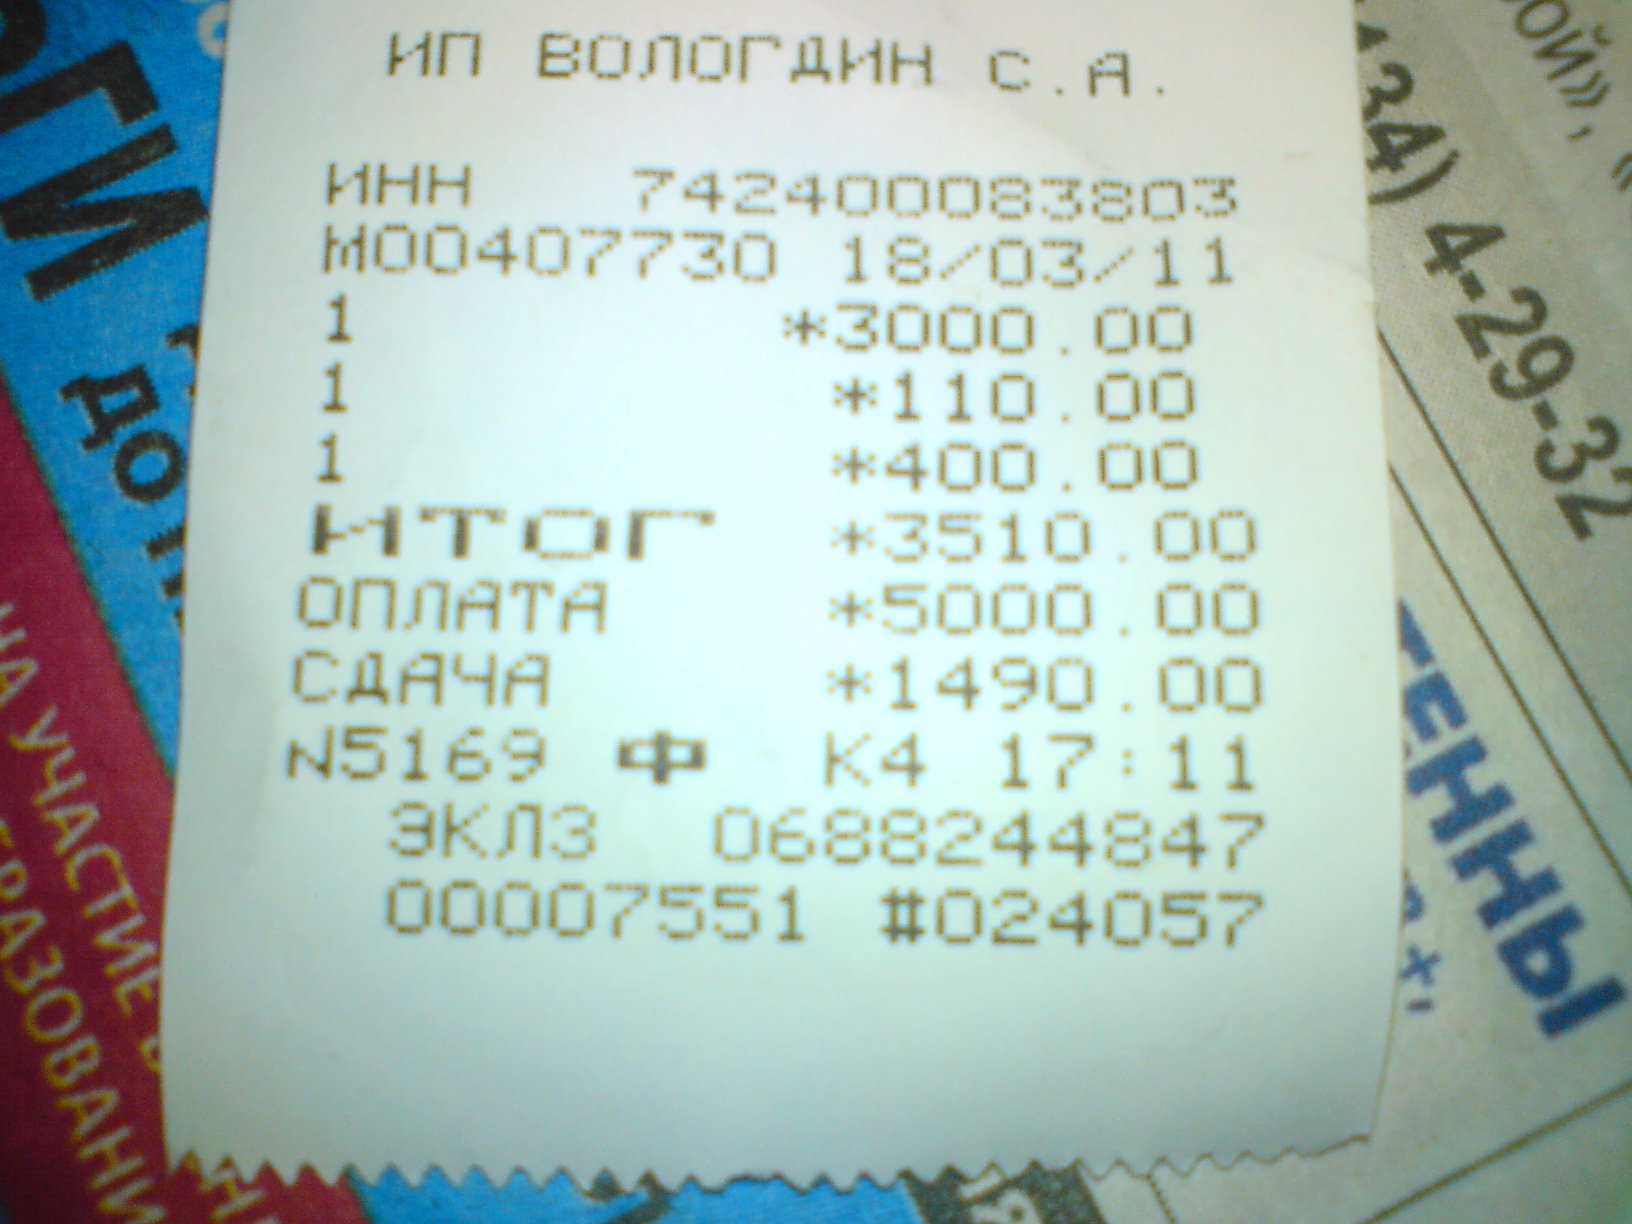 ИП ВОЛОГДИН С.А.
ИНН 742400083803
М00407730 18/03/11
1 *3000.00
1 *110.00
1 *400.00
ИТОГ *3510.00
ОПЛАТА *5000.00
СДАЧА *1490.00
N5169 Ф К4 17:11
ЭКЛЗ 0688244847
00007551 #024057
НА УЧАСТИЕ В
34) 4-29-32